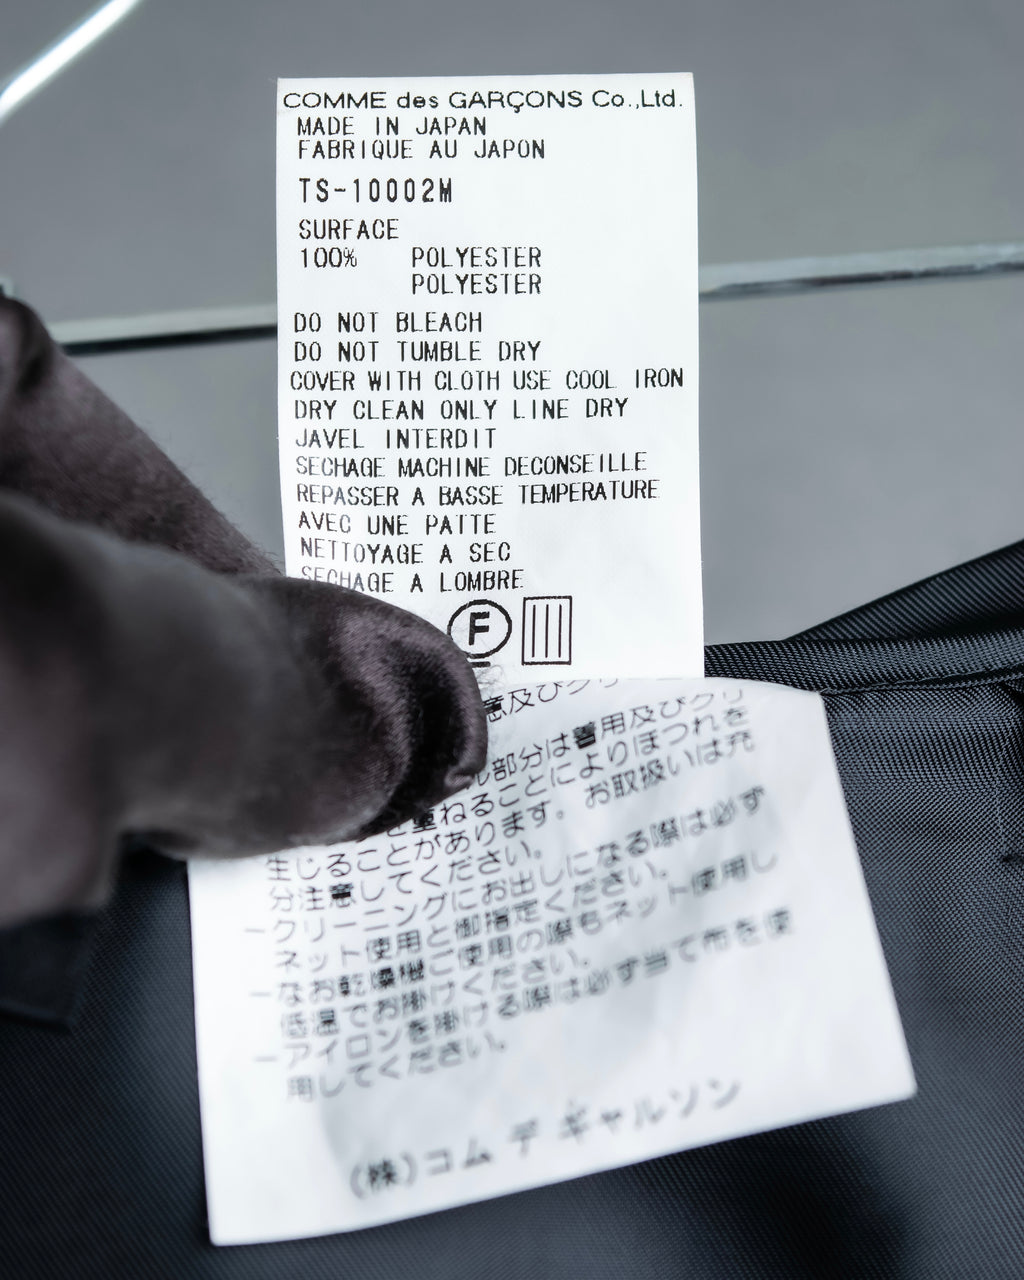 COMME des GARÇONS Co.,Ltd.
MADE IN JAPAN
FABRIQUE AU JAPON
TS-10002M
SURFACE
100% POLYESTER
POLYESTER
DO NOT BLEACH
DO NOT TUMBLE DRY
COVER WITH CLOTH USE COOL IRON
DRY CLEAN ONLY LINE DRY
JAVEL INTERDIT
SECHAGE MACHINE DECONSEILLE
REPASSER A BASSE TEMPERATURE
AVEC UNE PATTE
NETTOYAGE A SEC
SECHAGE A LOMBRE
F
意及びクリ
部分は着用及びクリ
重ねることによりほつれを
生じることがあります。お取扱いは充
分注意してください。
－クリーニングにお出しになる際は必ず
ネット使用と御指定ください。
－なお乾燥機ご使用の際もネット使用し
低温でお掛けください。
－アイロンを掛ける際は必ず当て布を使
用してください。
(株)コム デ ギャルソン